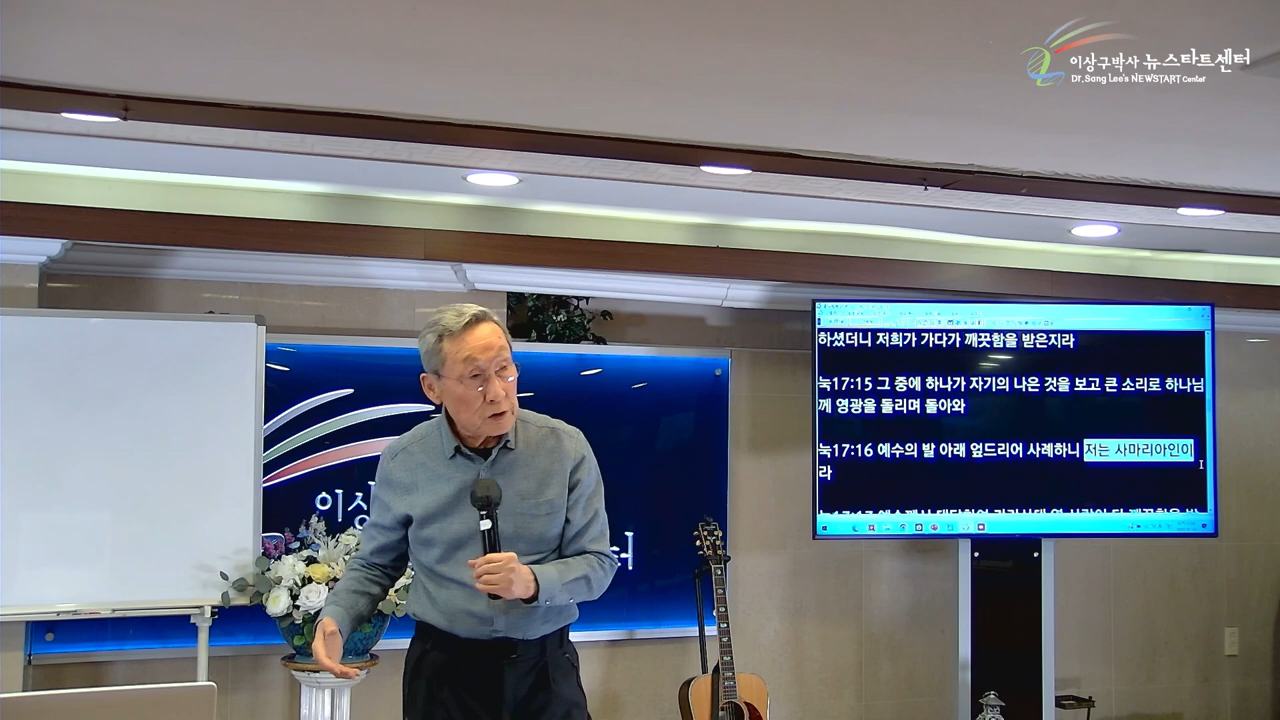 이상구박사 뉴스타트센터
Dr. Sang Lee's NEWSTART Center
하셨더니 저희가 가다가 깨끗함을 받은지라
눅17:15 그 중에 하나가 자기의 나은 것을 보고 큰 소리로 하나님
께 영광을 돌리며 돌아와
눅17:16 예수의 발 아래 엎드리어 사례하니 저는 사마리아인이
라
이상
터